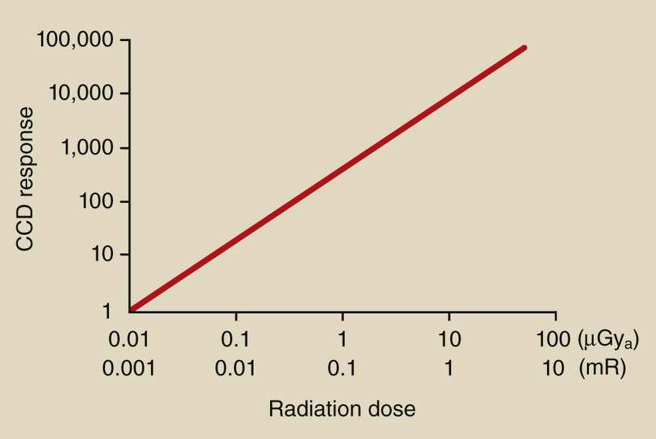 100,000
10,000
1,000
100
10
1
CCD response
0.01 0.1 1 10 100 (μGyₐ)
0.001 0.01 0.1 1 10 (mR)
Radiation dose